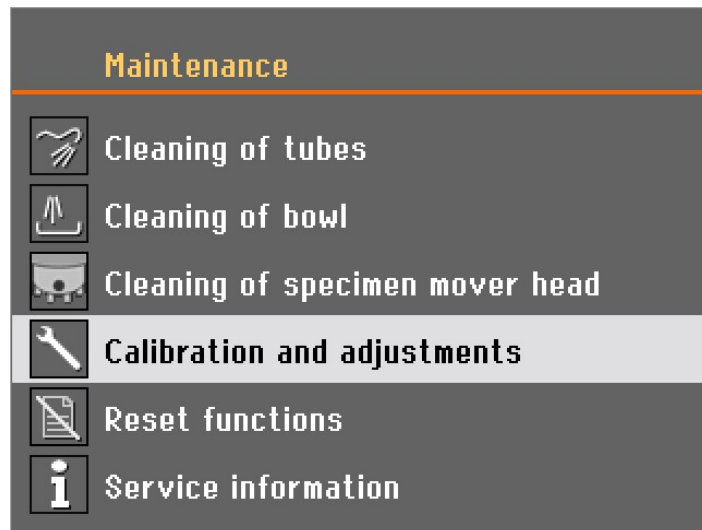 Maintenance
Cleaning of tubes
Cleaning of bowl
Cleaning of specimen mover head
Calibration and adjustments
Reset functions
Service information